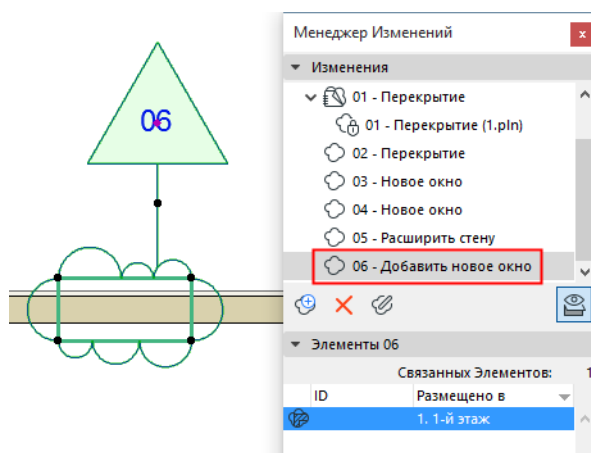 06
Менеджер Изменений
x
Изменения
01 - Перекрытие
01 - Перекрытие (1.pln)
02 - Перекрытие
03 - Новое окно
04 - Новое окно
05 - Расширить стену
06 - Добавить новое окно
Элементы 06
Связанных Элементов: 1
ID Размещено в
1. 1-й этаж